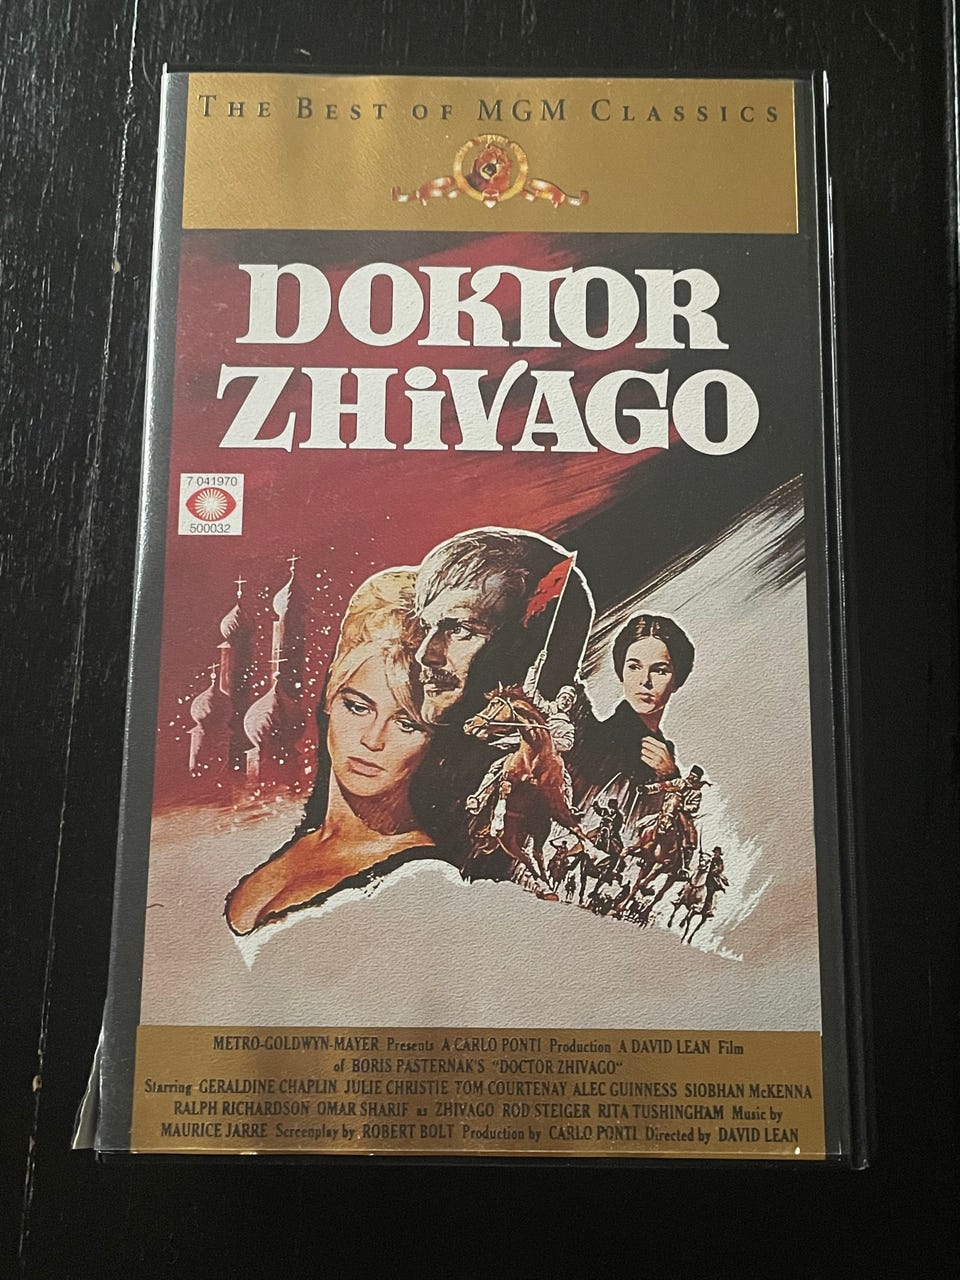 THE BEST OF MGM CLASSICS
DOKTOR
ZHiVAGO
7 041970
500032
METRO-GOLDWYN-MAYER Presents A CARLO PONTI Production A DAVID LEAN Film
of BORIS PASTERNAK'S "DOCTOR ZHIVAGO"
Starring GERALDINE CHAPLIN JULIE CHRISTIE TOM COURTENAY ALEC GUINNESS SIOBHAN McKENNA
RALPH RICHARDSON OMAR SHARIF as ZHIVAGO ROD STEIGER RITA TUSHINGHAM Music by
MAURICE JARRE Screenplay by ROBERT BOLT Production by CARLO PONTI Directed by DAVID LEAN